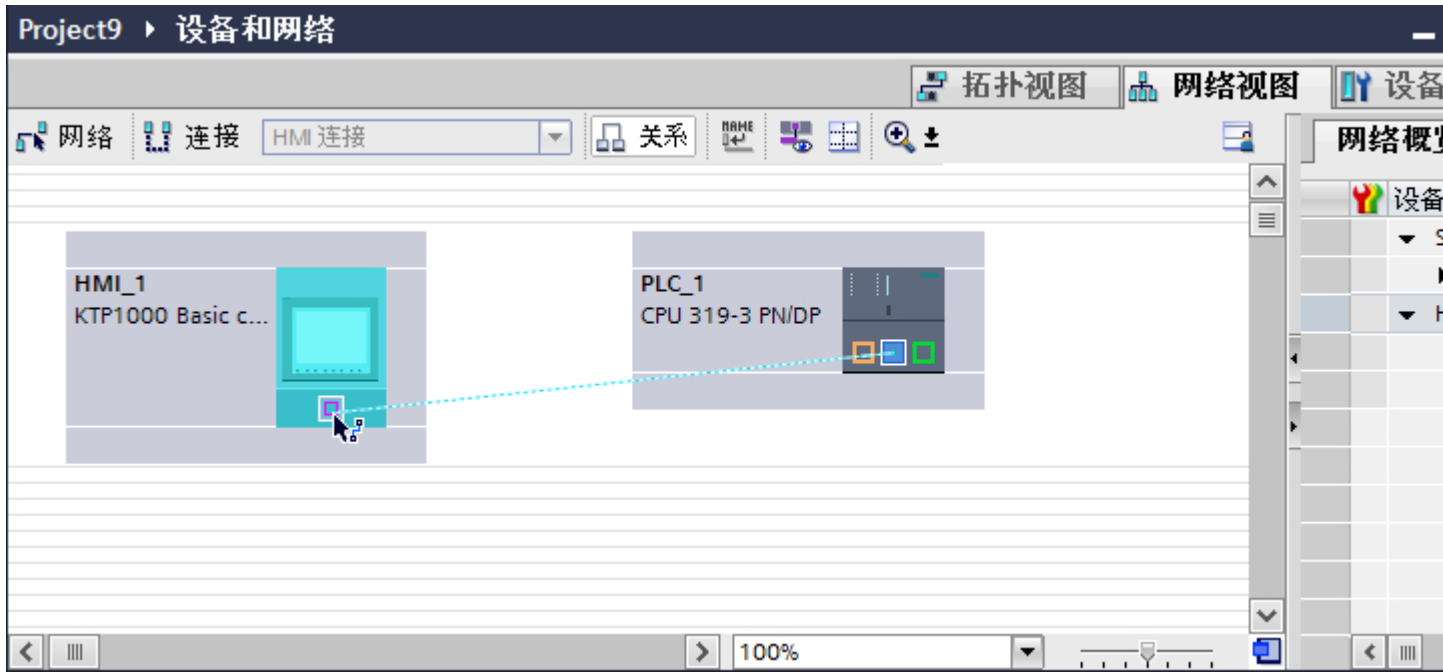 Project9 ▸ 设备和网络
拓扑视图 网络视图 设备
网络 连接 HMI 连接 关系 NAME
网络概
设备
HMI_1
KTP1000 Basic c...
PLC_1
CPU 319-3 PN/DP
S
H
100%